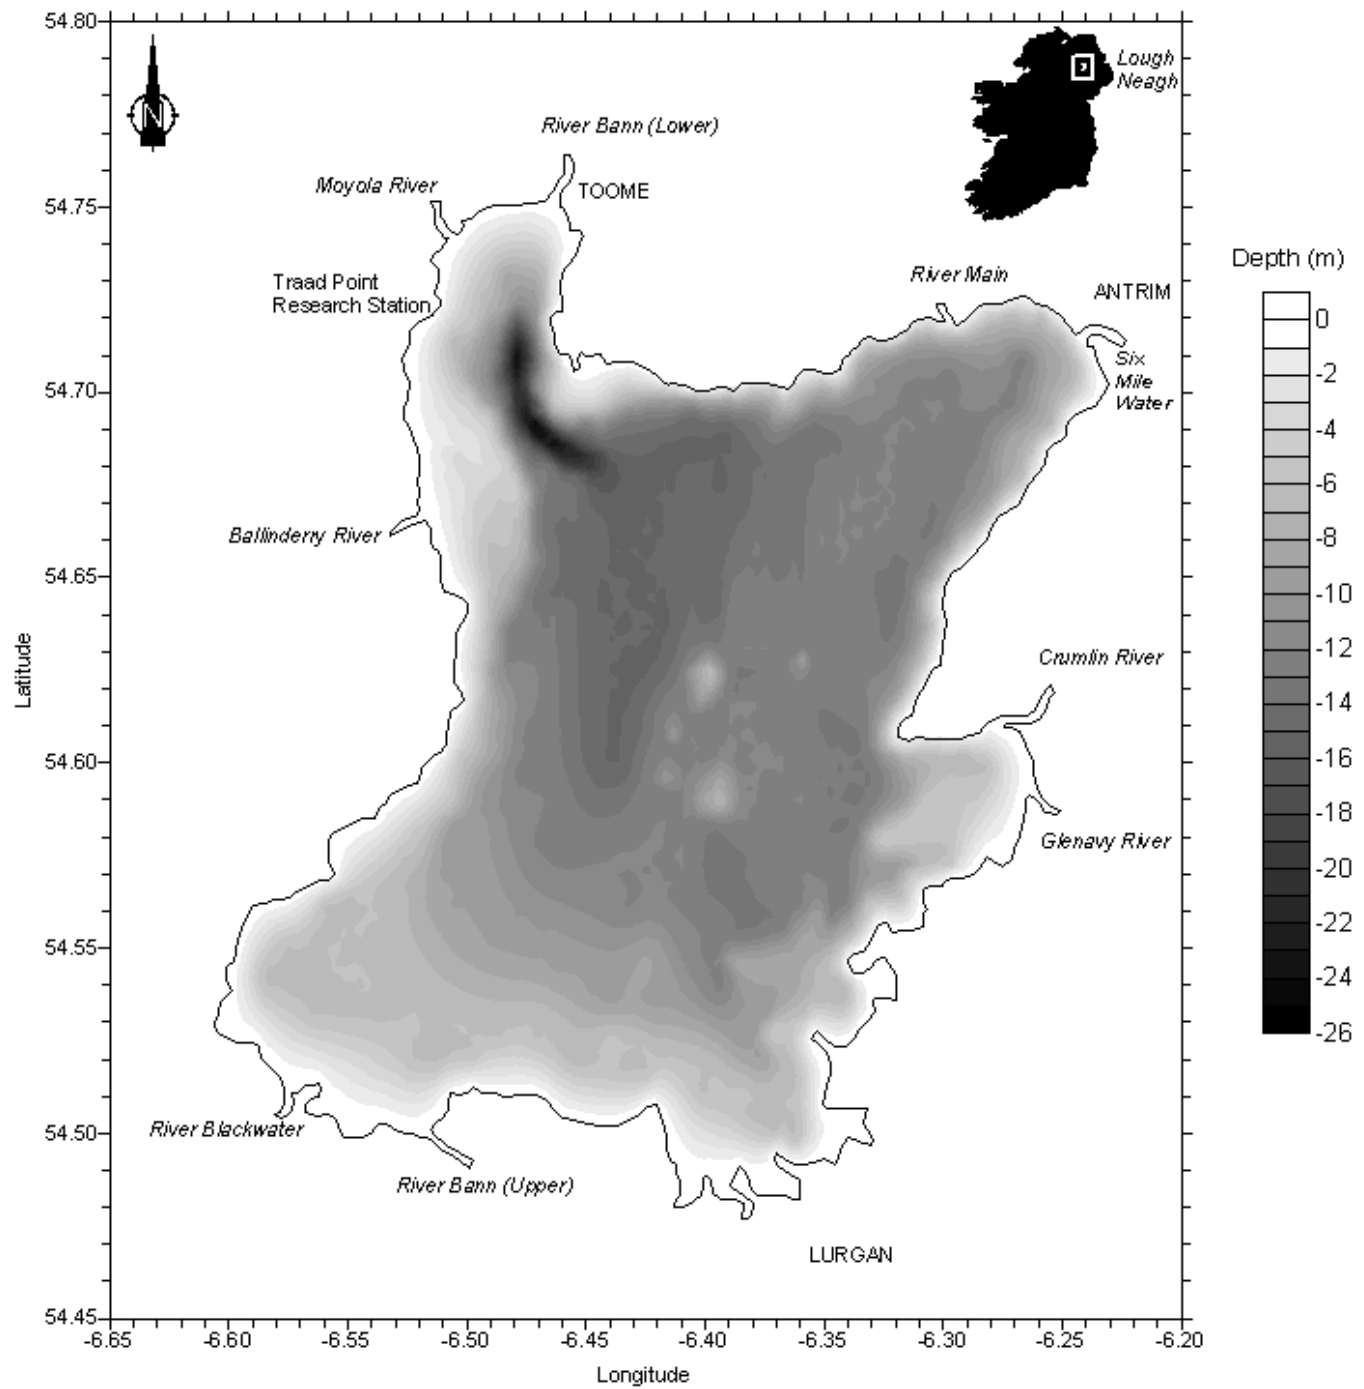 54.80
Lough
Neagh
N
River Bann (Lower)
Moyola River
TOOME
54.75
Depth (m)
River Main
Traad Point
Research Station
ANTRIM
0
Six
Mile
Water
-2
54.70
-4
-6
Ballinderry River
-8
54.65
-10
-12
Crumlin River
Latitude
-14
54.60
-16
-18
Glenavy River
-20
-22
54.55
-24
-26
54.50
River Blackwater
River Bann (Upper)
LURGAN
54.45
-6.65
-6.60
-6.55
-6.50
-6.45
-6.40
-6.35
-6.30
-6.25
-6.20
Longitude